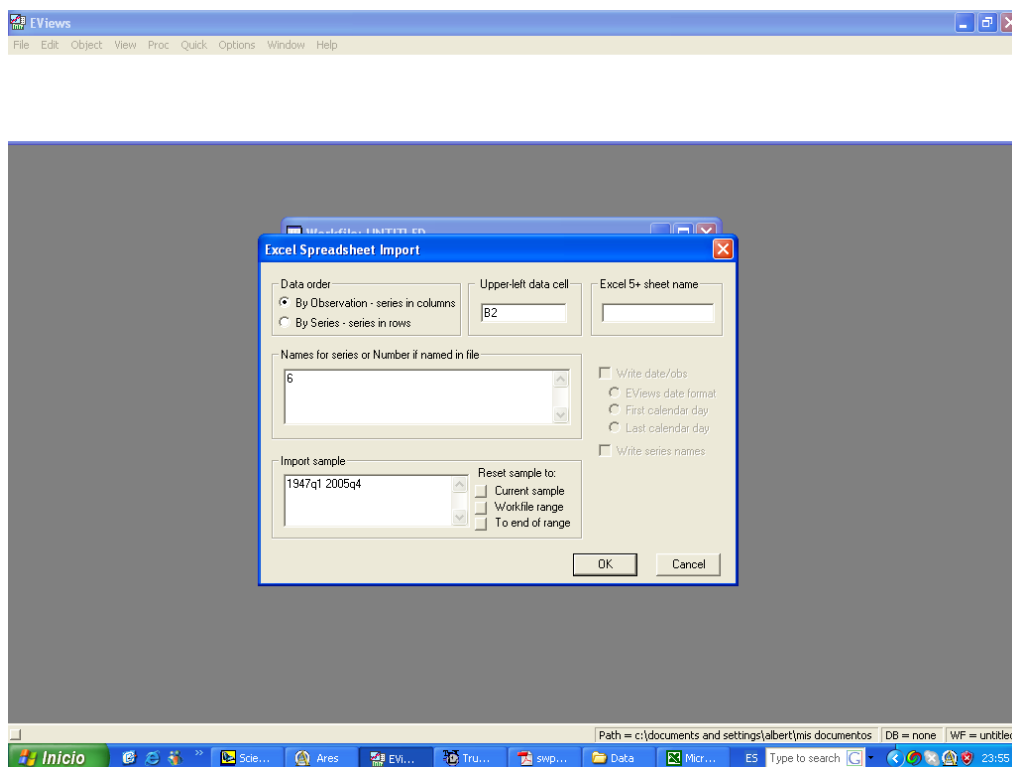 EViews
File Edit Object View Proc Quick Options Window Help
Workfile: UNTITLED
Excel Spreadsheet Import
Data order
By Observation - series in columns
By Series - series in rows
Upper-left data cell
B2
Excel 5+ sheet name
Names for series or Number if named in file
6
Write date/obs
EViews date format
First calendar day
Last calendar day
Write series names
Import sample
1947q1 2005q4
Reset sample to:
Current sample
Workfile range
To end of range
OK Cancel
Path = c:\documents and settings\albert\mis documentos DB = none WF = untitled
Inicio » Scie... Ares EVi... Tru... swp... Data Micr... ES Type to search G 23:55